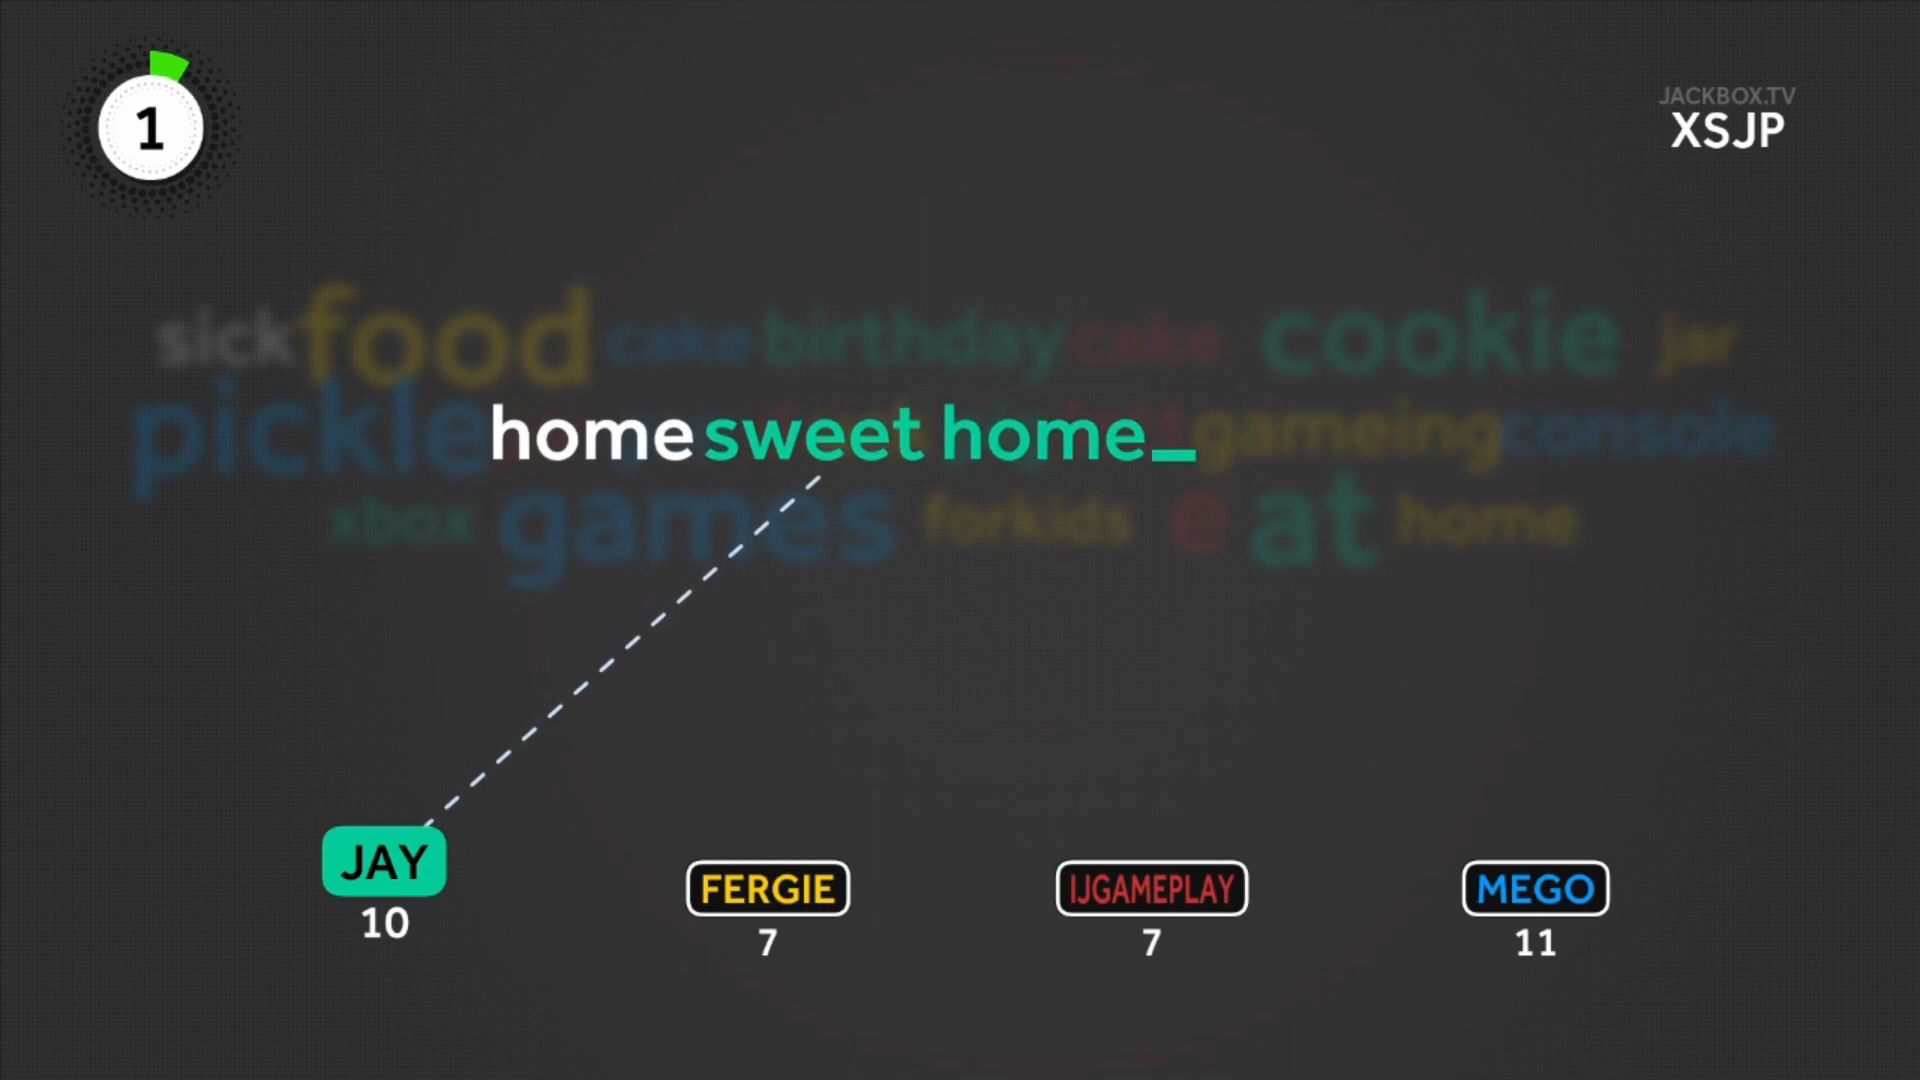 1
JACKBOX.TV
XSJP
sick food cake birthday cake cookie jar
pickle gameing console
home sweet home_
xbox games forkids e at home
JAY
10
FERGIE
7
IJGAMEPLAY
7
MEGO
11